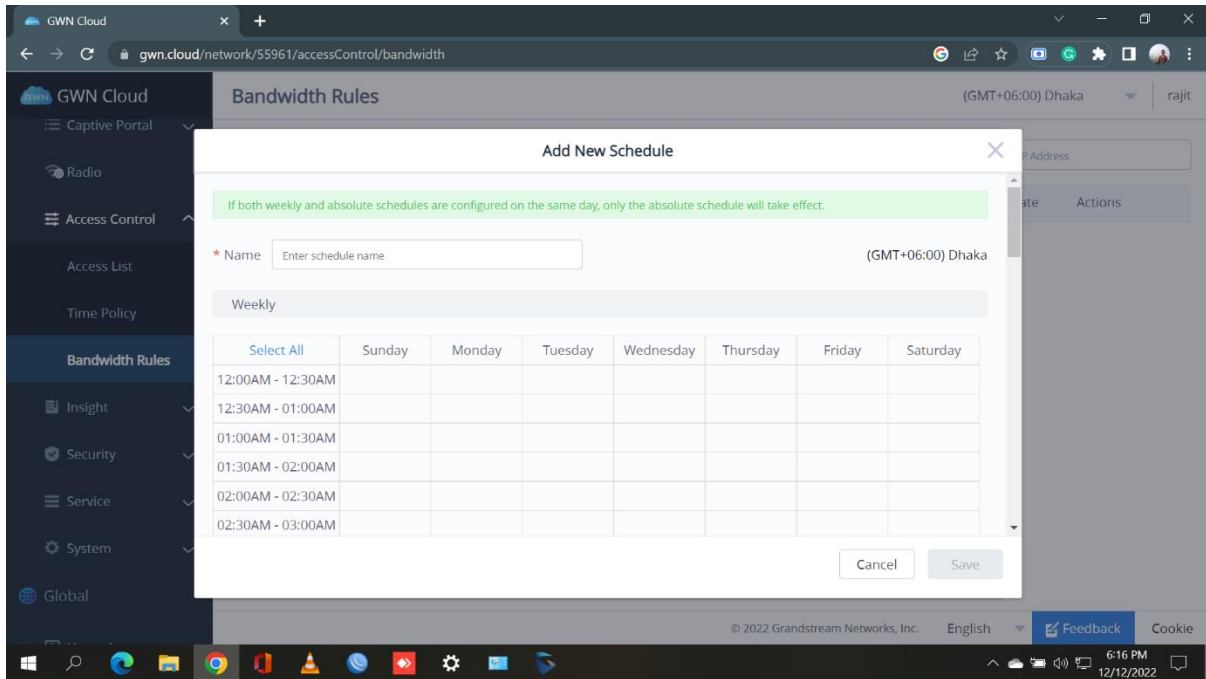 GWN Cloud
gwn.cloud/network/55961/accessControl/bandwidth
GWN GWN Cloud
Bandwidth Rules
(GMT+06:00) Dhaka
rajit
Captive Portal
Radio
Access Control
Access List
Time Policy
Bandwidth Rules
Insight
Security
Service
System
Global
Add New Schedule
P Address
ate Actions
If both weekly and absolute schedules are configured on the same day, only the absolute schedule will take effect.
* Name Enter schedule name (GMT+06:00) Dhaka
Weekly
Select All Sunday Monday Tuesday Wednesday Thursday Friday Saturday
12:00AM - 12:30AM
12:30AM - 01:00AM
01:00AM - 01:30AM
01:30AM - 02:00AM
02:00AM - 02:30AM
02:30AM - 03:00AM
Cancel Save
© 2022 Grandstream Networks, Inc. English Feedback Cookie
6:16 PM
12/12/2022